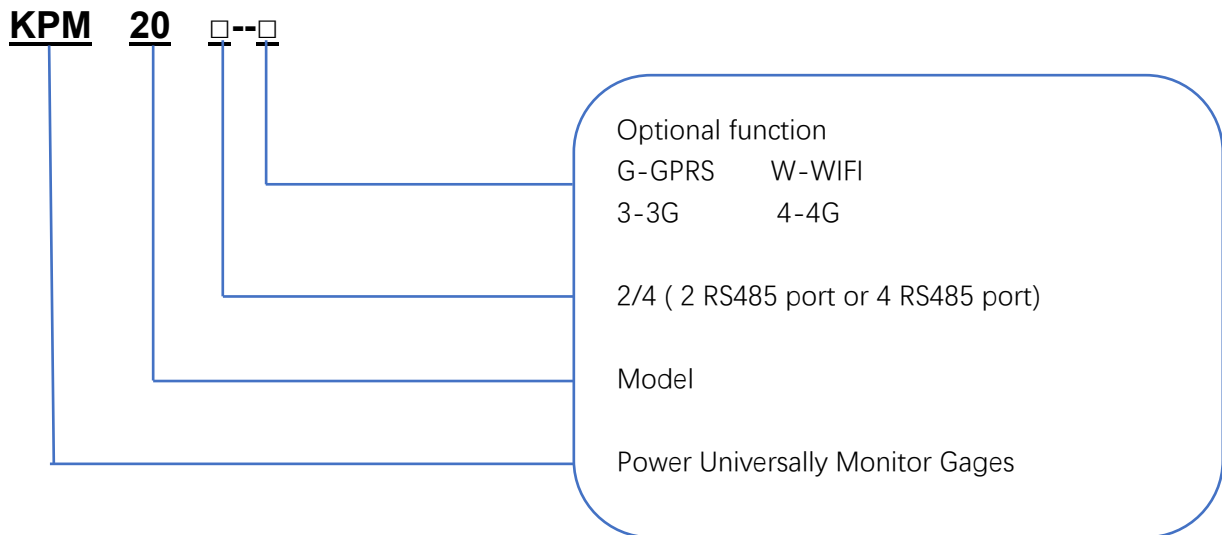 KPM 20 □--□
Optional function
G-GPRS W-WIFI
3-3G 4-4G
2/4 ( 2 RS485 port or 4 RS485 port)
Model
Power Universally Monitor Gages